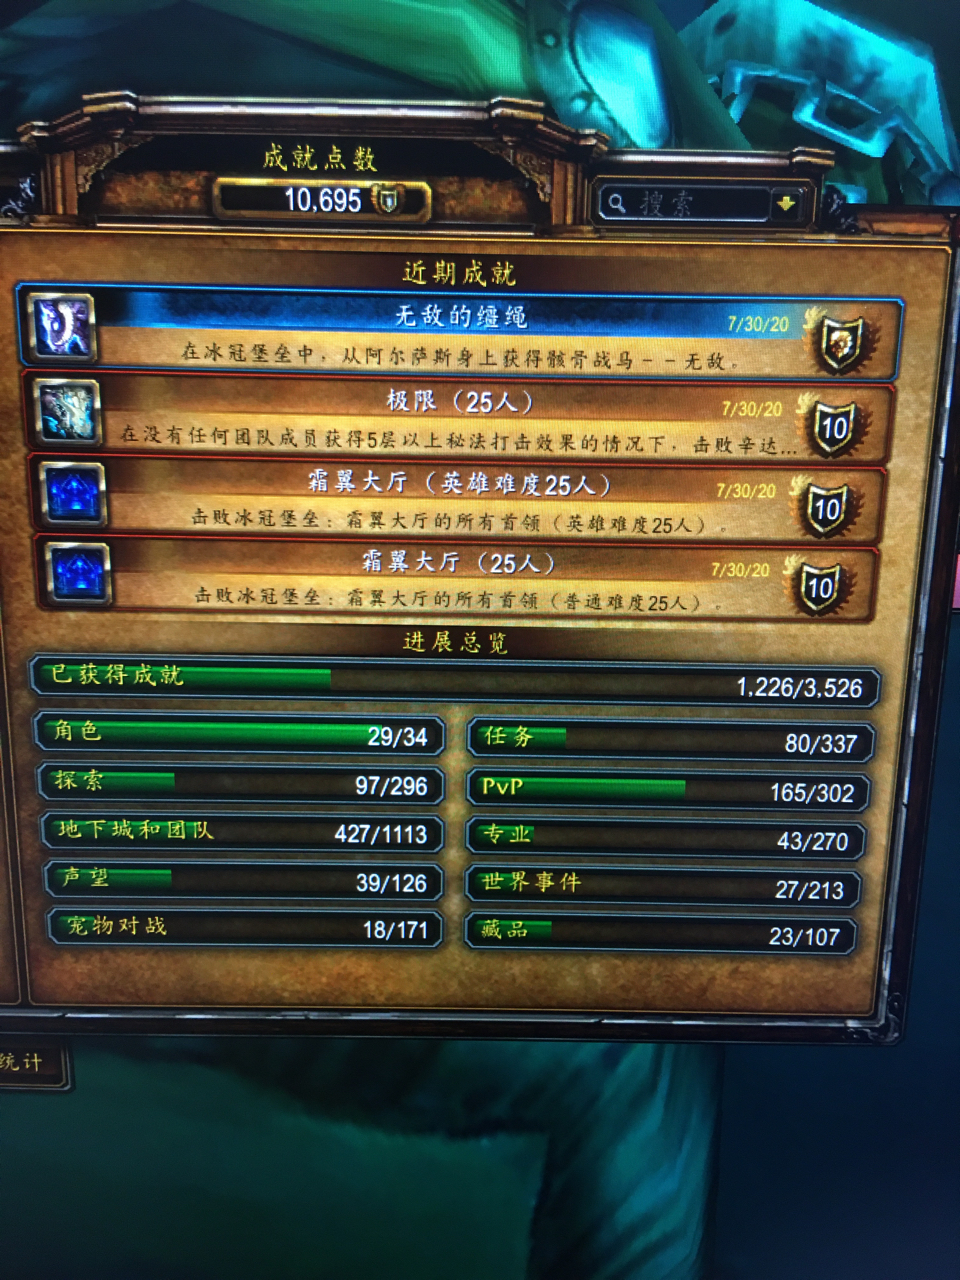 成就点数
10,695
搜索
近期成就
无敌的缰绳
7/30/20
在冰冠堡垒中，从阿尔萨斯身上获得骸骨战马－－无敌。
极限（25人）
7/30/20
10
在没有任何团队成员获得5层以上秘法打击效果的情况下，击败辛达...
霜翼大厅（英雄难度25人）
7/30/20
10
击败冰冠堡垒：霜翼大厅的所有首领（英雄难度25人）。
霜翼大厅（25人）
7/30/20
10
击败冰冠堡垒：霜翼大厅的所有首领（普通难度25人）。
进展总览
已获得成就 1,226/3,526
角色 29/34 任务 80/337
探索 97/296 PvP 165/302
地下城和团队 427/1113 专业 43/270
声望 39/126 世界事件 27/213
宠物对战 18/171 藏品 23/107
统计